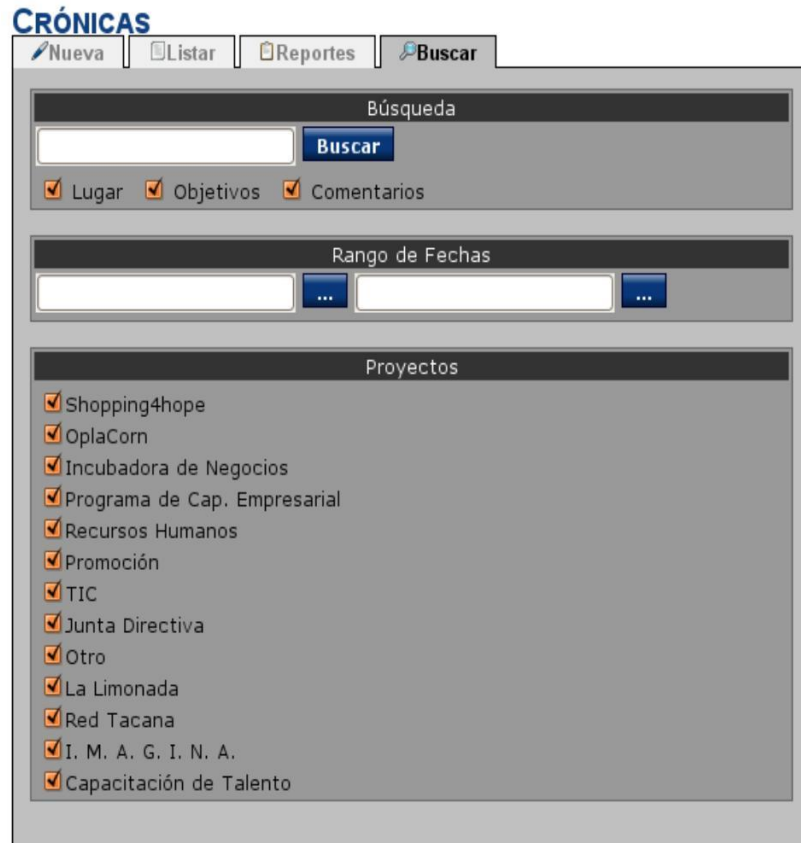 CRÓNICAS
Nueva Listar Reportes Buscar
Búsqueda
Buscar
Lugar Objetivos Comentarios
Rango de Fechas
... ...
Proyectos
Shopping4hope
OplaCorn
Incubadora de Negocios
Programa de Cap. Empresarial
Recursos Humanos
Promoción
TIC
Junta Directiva
Otro
La Limonada
Red Tacana
I. M. A. G. I. N. A.
Capacitación de Talento